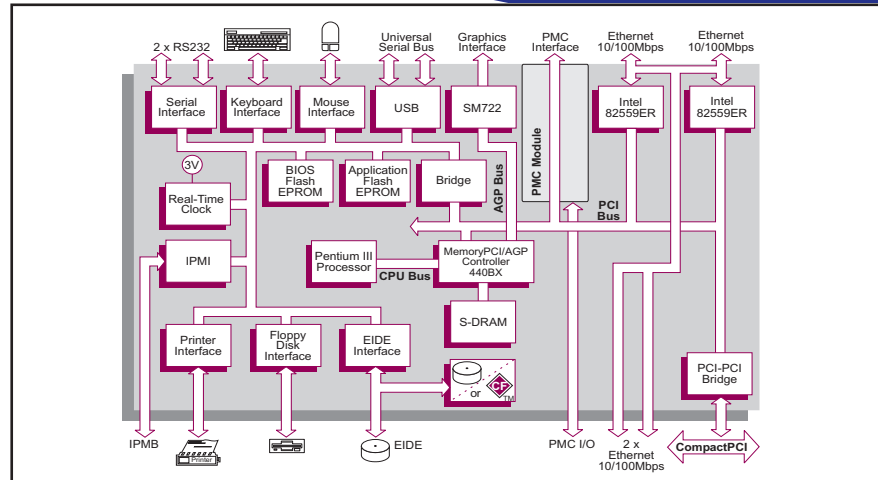 2 x RS232
Universal
Serial Bus
Graphics
Interface
PMC
Interface
Ethernet
10/100Mbps
Ethernet
10/100Mbps
Serial
Interface
Keyboard
Interface
Mouse
Interface
USB
SM722
PMC Module
Intel
82559ER
Intel
82559ER
3V
BIOS
Flash
EPROM
Application
Flash
EPROM
Bridge
AGP Bus
Real-Time
Clock
PCI
Bus
IPMI
Pentium III
Processor
CPU Bus
MemoryPCI/AGP
Controller
440BX
S-DRAM
Printer
Interface
Floppy
Disk
Interface
EIDE
Interface
or
CF
TM
PCI-PCI
Bridge
IPMB
Printer
EIDE
PMC I/O
2 x
Ethernet
10/100Mbps
CompactPCI